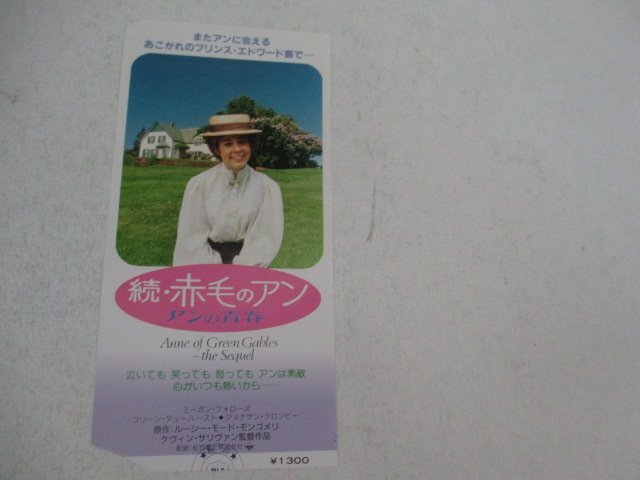 またアンに会える
あこがれのプリンス・エドワード島で…
続・赤毛のアン
アンの青春
Anne of Green Gables
–the Sequel
泣いても 笑っても 怒っても アンは素敵
心がいつも熱いから……
ミーガン・フォローズ
コリーン・デューハースト◆ジョナサン・クロンビー
原作：ルーシー・モード・モンゴメリ
ケヴィン・サリヴァン監督作品
¥1300